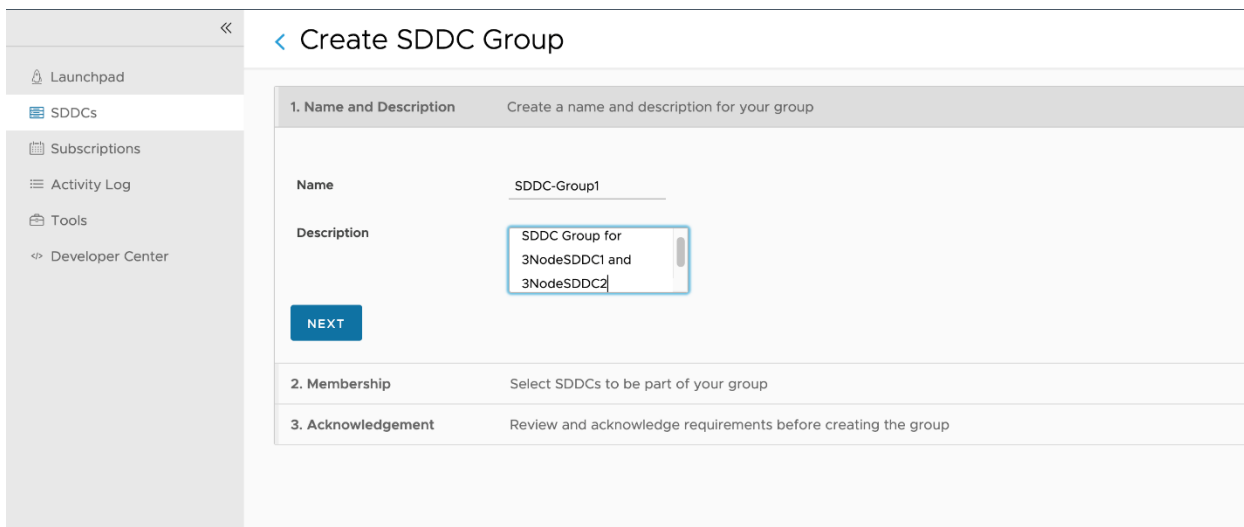 Create SDDC Group
Launchpad
SDDCs
Subscriptions
Activity Log
Tools
Developer Center
1. Name and Description Create a name and description for your group
Name SDDC-Group1
Description SDDC Group for
3NodeSDDC1 and
3NodeSDDC2
NEXT
2. Membership Select SDDCs to be part of your group
3. Acknowledgement Review and acknowledge requirements before creating the group